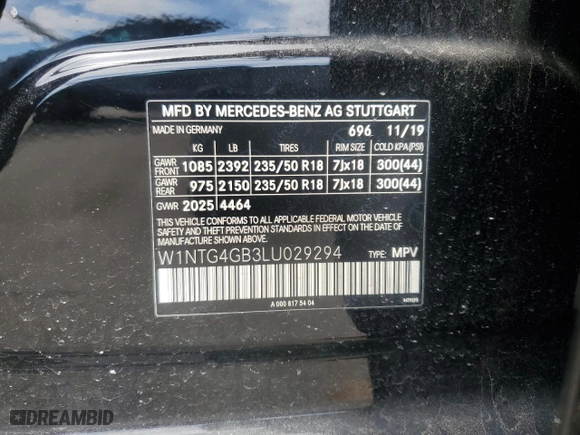 MFD BY MERCEDES-BENZ AG STUTTGART
MADE IN GERMANY 696 11/19
KG LB TIRES RIM SIZE COLD KPA(PSI)
GAWR FRONT 1085 2392 235/50 R18 7Jx18 300(44)
GAWR REAR 975 2150 235/50 R18 7Jx18 300(44)
GVWR 2025 4464
THIS VEHICLE CONFORMS TO ALL APPLICABLE FEDERAL MOTOR VEHICLE
SAFETY, BUMPER, AND THEFT PREVENTION STANDARDS IN EFFECT ON
THE DATE OF MANUFACTURE SHOWN ABOVE.
W1NTG4GB3LU029294 TYPE: MPV
A 000 817 54 04
DREAMBID